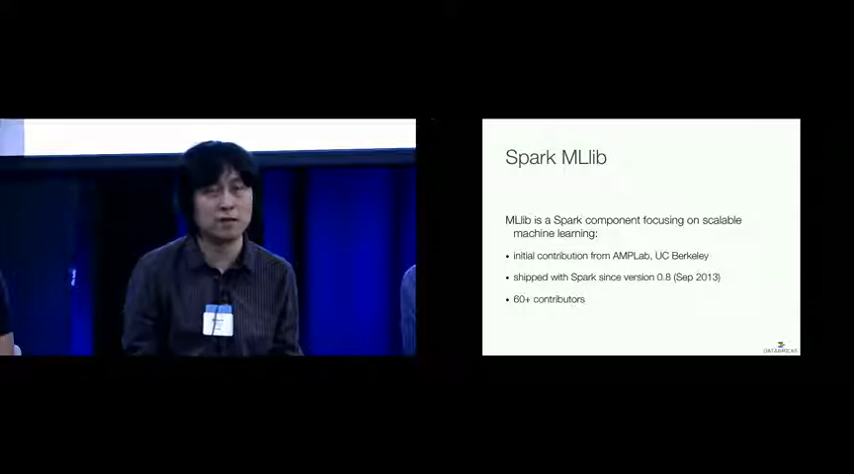 Spark MLlib
MLlib is a Spark component focusing on scalable
machine learning:
• initial contribution from AMPLab, UC Berkeley
• shipped with Spark since version 0.8 (Sep 2013)
• 60+ contributors
DATABRICKS